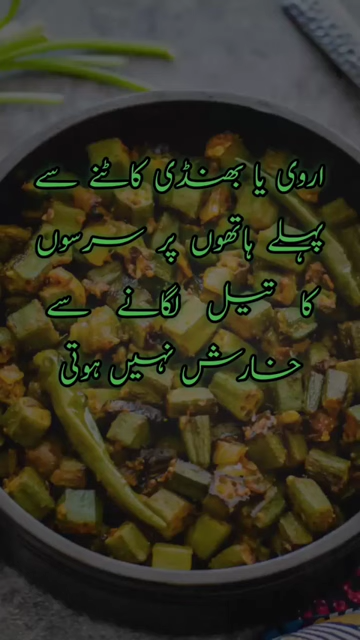 اروی یا بھنڈی کاٹنے سے
پہلے ہاتھوں پر سرسوں
کا تیل لگانے سے
خارش نہیں ہوتی